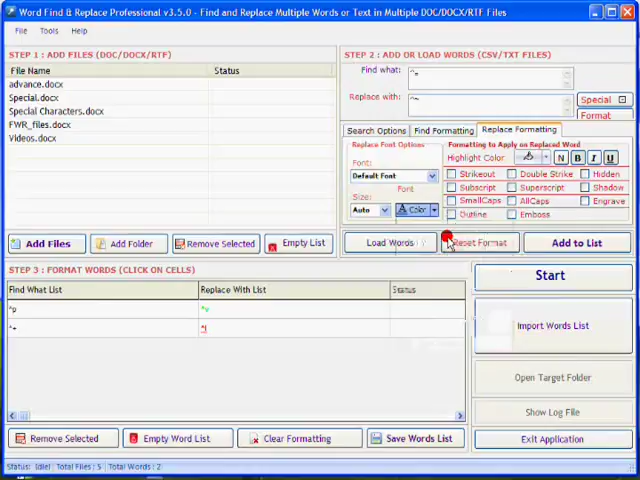 Word Find & Replace Professional v3.5.0 - Find and Replace Multiple Words or Text in Multiple DOC/DOCX/RTF Files
File Tools Help
STEP 1 : ADD FILES (DOC/DOCX/RTF)
File Name Status
advance.docx
Special.docx
Special Characters.docx
FWR_files.docx
Videos.docx
Add Files Add Folder Remove Selected Empty List
STEP 2: ADD OR LOAD WORDS (CSV/TXT FILES)
Find what: ^=
Replace with: ^~
Special
Format
Search Options Find Formatting Replace Formatting
Replace Font Options
Font:
Default Font
Font
Size:
Auto A Color
Formatting to Apply on Replaced Word
Highlight Color: N B I U
Strikeout Double Strike Hidden
Subscript Superscript Shadow
SmallCaps AllCaps Engrave
Outline Emboss
Load Words Reset Format Add to List
STEP 3 : FORMAT WORDS (CLICK ON CELLS)
Find What List Replace With List Status
^p ^v
^+ ^l
Start
Import Words List
Open Target Folder
Show Log File
Exit Application
Remove Selected Empty Word List Clear Formatting Save Words List
Status: Idle! Total Files : 5 Total Words : 2